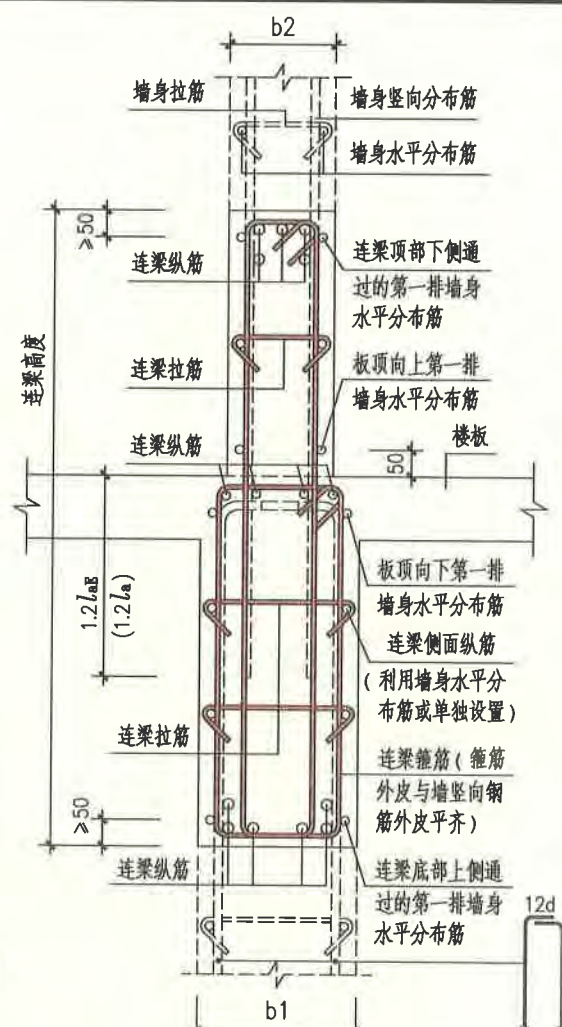 b2
墙身拉筋
墙身竖向分布筋
墙身水平分布筋
≥50
连梁纵筋
连梁顶部下侧通
过的第一排墙身
水平分布筋
连梁高度
连梁拉筋
板顶向上第一排
墙身水平分布筋
连梁纵筋
50
楼板
1.2laE
(1.2la)
板顶向下第一排
墙身水平分布筋
连梁侧面纵筋
(利用墙身水平分
布筋或单独设置)
连梁拉筋
连梁箍筋(箍筋
外皮与墙竖向钢
筋外皮平齐)
≥50
连梁纵筋
连梁底部上侧通
过的第一排墙身
水平分布筋
12d
b1